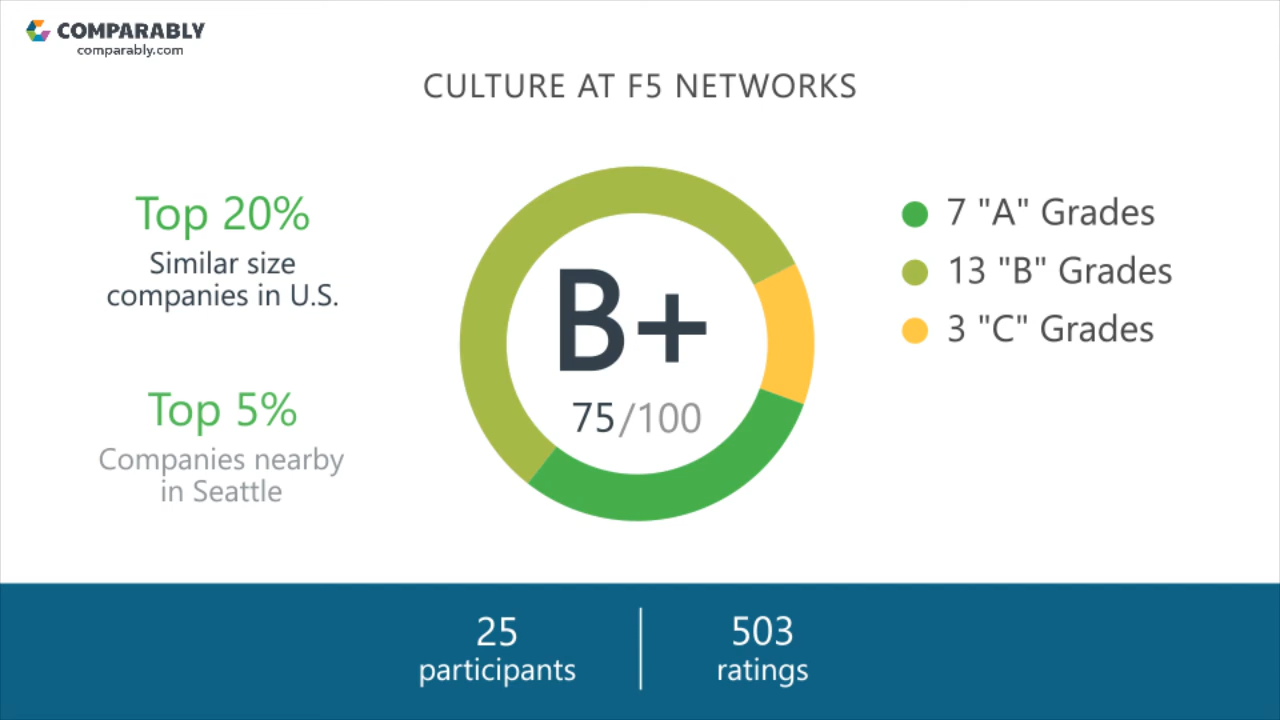 COMPARABLY
comparably.com
CULTURE AT F5 NETWORKS
Top 20%
Similar size
companies in U.S.
Top 5%
Companies nearby
in Seattle
B+
75/100
7 "A" Grades
13 "B" Grades
3 "C" Grades
25
participants
503
ratings